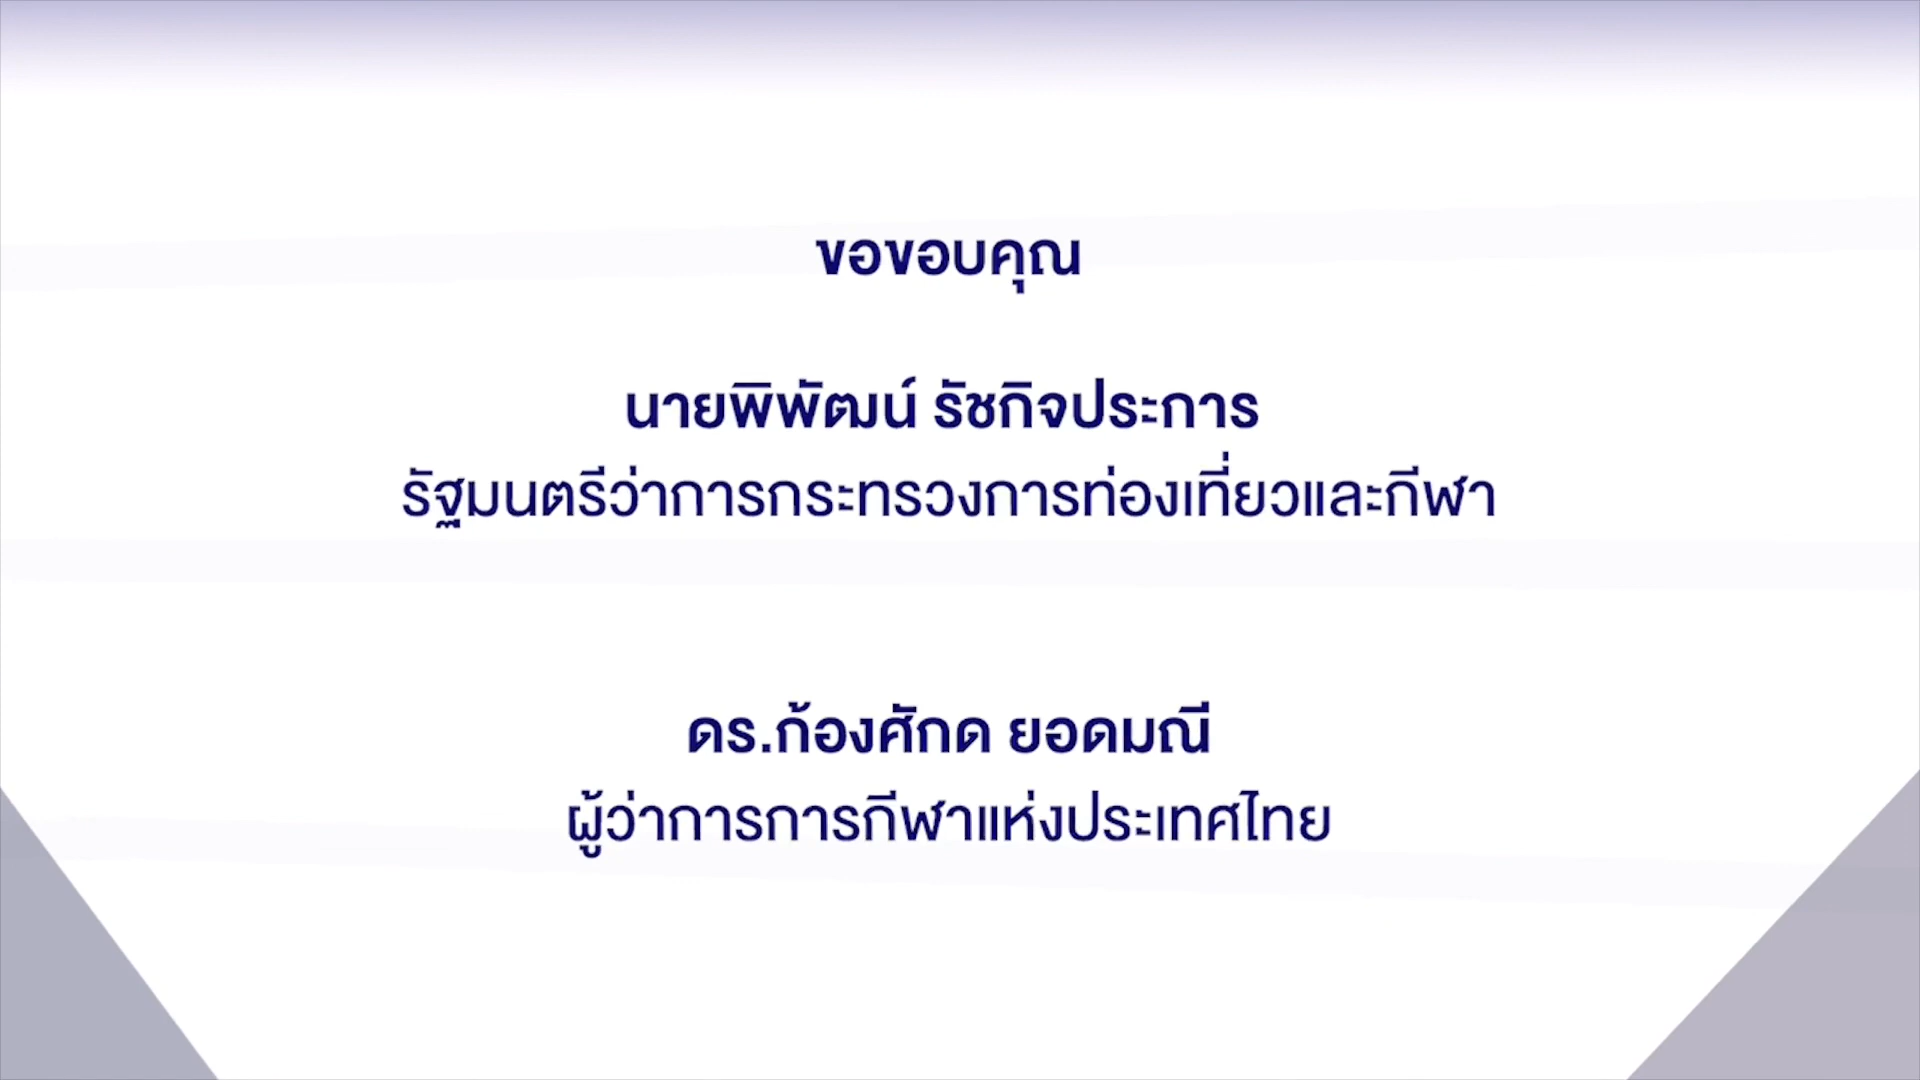 ขอขอบคุณ
นายพิพัฒน์ รัชกิจประการ
รัฐมนตรีว่าการกระทรวงการท่องเที่ยวและกีฬา
ดร.ก้องศักด ยอดมณี
ผู้ว่าการการกีฬาแห่งประเทศไทย